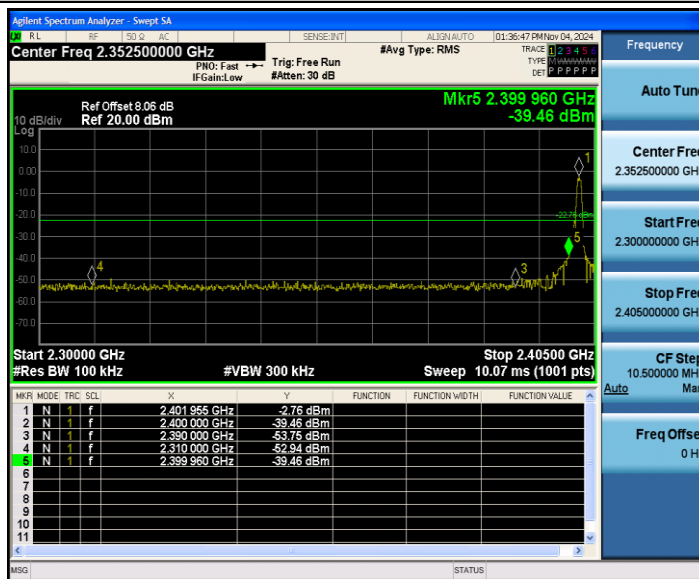 Agilent Spectrum Analyzer - Swept SA
RL RF 50 Ω AC SENSE:INT ALIGN AUTO 01:36:47 PM Nov 04, 2024
Center Freq 2.352500000 GHz
PNO: Fast
IFGain:Low
Trig: Free Run
#Atten: 30 dB
#Avg Type: RMS
TRACE 1 2 3 4 5 6
TYPE M W W W W W
DET P P P P P P
Frequency
Auto Tune
Center Freq
2.352500000 GH
Start Freq
2.300000000 GH
Stop Freq
2.405000000 GH
CF Step
10.500000 MH
Auto Ma
Freq Offse
0 H
Mkr5 2.399 960 GHz
-39.46 dBm
Ref Offset 8.06 dB
10 dB/div Ref 20.00 dBm
Log
10.0
0.00
-10.0
-20.0
-30.0
-40.0
-50.0
-60.0
-70.0
1
5
3
4
Start 2.30000 GHz Stop 2.40500 GHz
#Res BW 100 kHz #VBW 300 kHz Sweep 10.07 ms (1001 pts)
MKR MODE TRC SCL X Y FUNCTION FUNCTION WIDTH FUNCTION VALUE
1 N 1 f 2.401 955 GHz -2.76 dBm
2 N 1 f 2.400 000 GHz -39.46 dBm
3 N 1 f 2.390 000 GHz -53.75 dBm
4 N 1 f 2.310 000 GHz -52.94 dBm
5 N 1 f 2.399 960 GHz -39.46 dBm
6
7
8
9
10
11
MSG STATUS